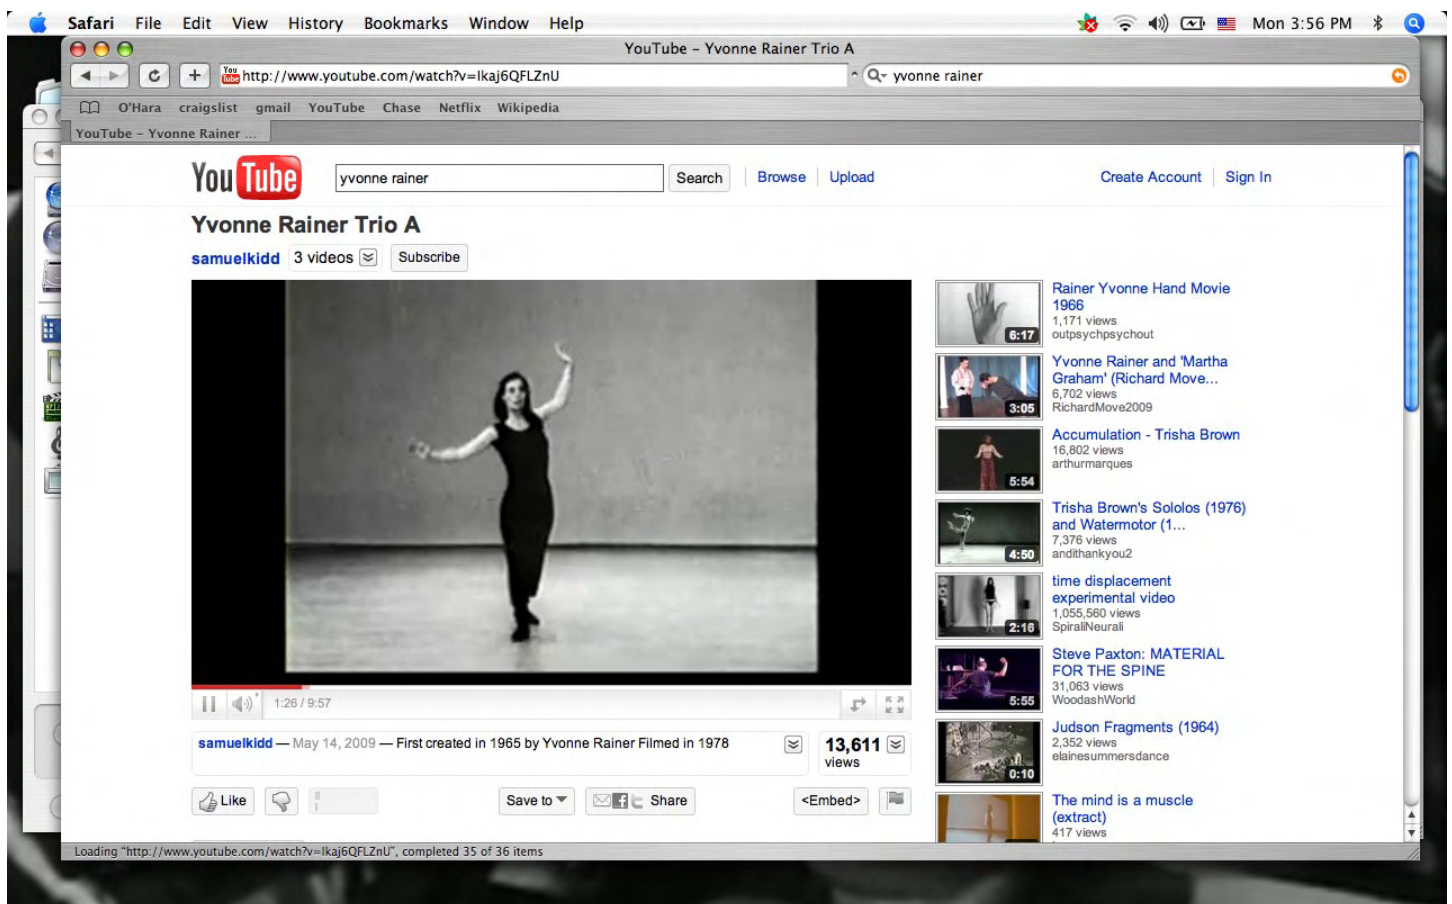 Safari File Edit View History Bookmarks Window Help Mon 3:56 PM
YouTube – Yvonne Rainer Trio A
http://www.youtube.com/watch?v=Ikaj6QFLZnU yvonne rainer
O'Hara craigslist gmail YouTube Chase Netflix Wikipedia
YouTube – Yvonne Rainer ...
YouTube yvonne rainer Search Browse Upload Create Account Sign In
Yvonne Rainer Trio A
samuelkidd 3 videos Subscribe
Rainer Yvonne Hand Movie
1966
1,171 views
outpsychpsychout
6:17
Yvonne Rainer and 'Martha
Graham' (Richard Move...
6,702 views
RichardMove2009
3:05
Accumulation - Trisha Brown
16,802 views
arthurmarques
5:54
Trisha Brown's Sololos (1976)
and Watermotor (1...
7,376 views
andithankyou2
4:50
time displacement
experimental video
1,055,560 views
SpiraliNeurali
2:16
Steve Paxton: MATERIAL
FOR THE SPINE
31,063 views
WoodashWorld
5:55
Judson Fragments (1964)
2,352 views
elainesummersdance
0:10
The mind is a muscle
(extract)
417 views
1:26 / 9:57
samuelkidd — May 14, 2009 — First created in 1965 by Yvonne Rainer Filmed in 1978
13,611
views
Like Save to Share <Embed>
Loading "http://www.youtube.com/watch?v=Ikaj6QFLZnU", completed 35 of 36 items